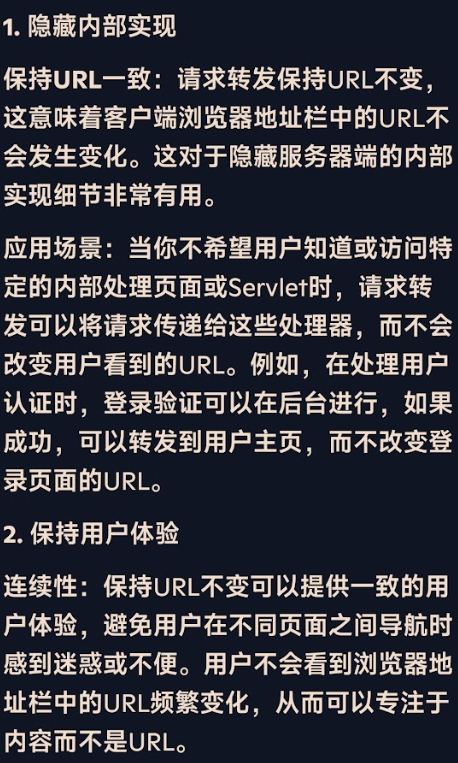 1. 隐藏内部实现
保持URL一致：请求转发保持URL不变，
这意味着客户端浏览器地址栏中的URL不
会发生变化。这对于隐藏服务器端的内部
实现细节非常有用。
应用场景：当你不希望用户知道或访问特
定的内部处理页面或Servlet时，请求转
发可以将请求传递给这些处理器，而不会
改变用户看到的URL。例如，在处理用户
认证时，登录验证可以在后台进行，如果
成功，可以转发到用户主页，而不改变登
录页面的URL。
2. 保持用户体验
连续性：保持URL不变可以提供一致的用
户体验，避免用户在不同页面之间导航时
感到迷惑或不便。用户不会看到浏览器地
址栏中的URL频繁变化，从而可以专注于
内容而不是URL。